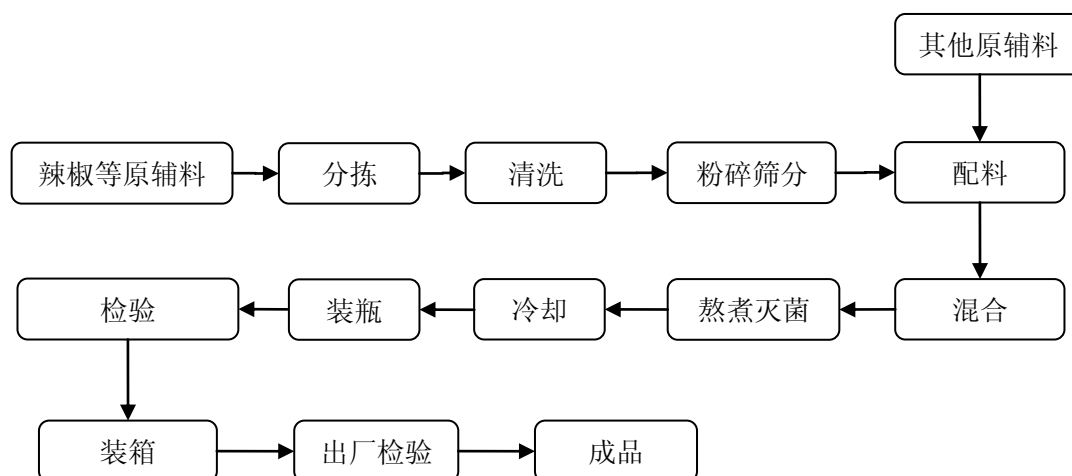 其他原辅料
辣椒等原辅料
分拣
清洗
粉碎筛分
配料
混合
熬煮灭菌
冷却
装瓶
检验
装箱
出厂检验
成品